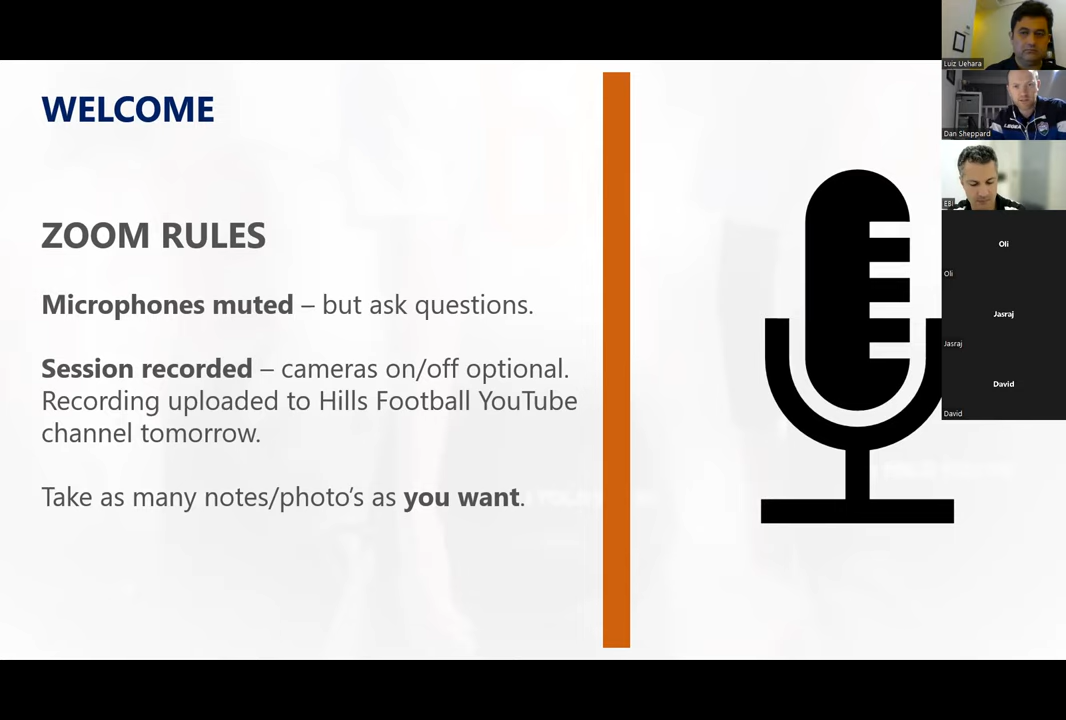 WELCOME
ZOOM RULES
Microphones muted – but ask questions.
Session recorded – cameras on/off optional.
Recording uploaded to Hills Football YouTube
channel tomorrow.
Take as many notes/photo's as you want.
Luiz Uehara
Dan Sheppard
EBI
Oli
Oli
Jasraj
Jasraj
David
David